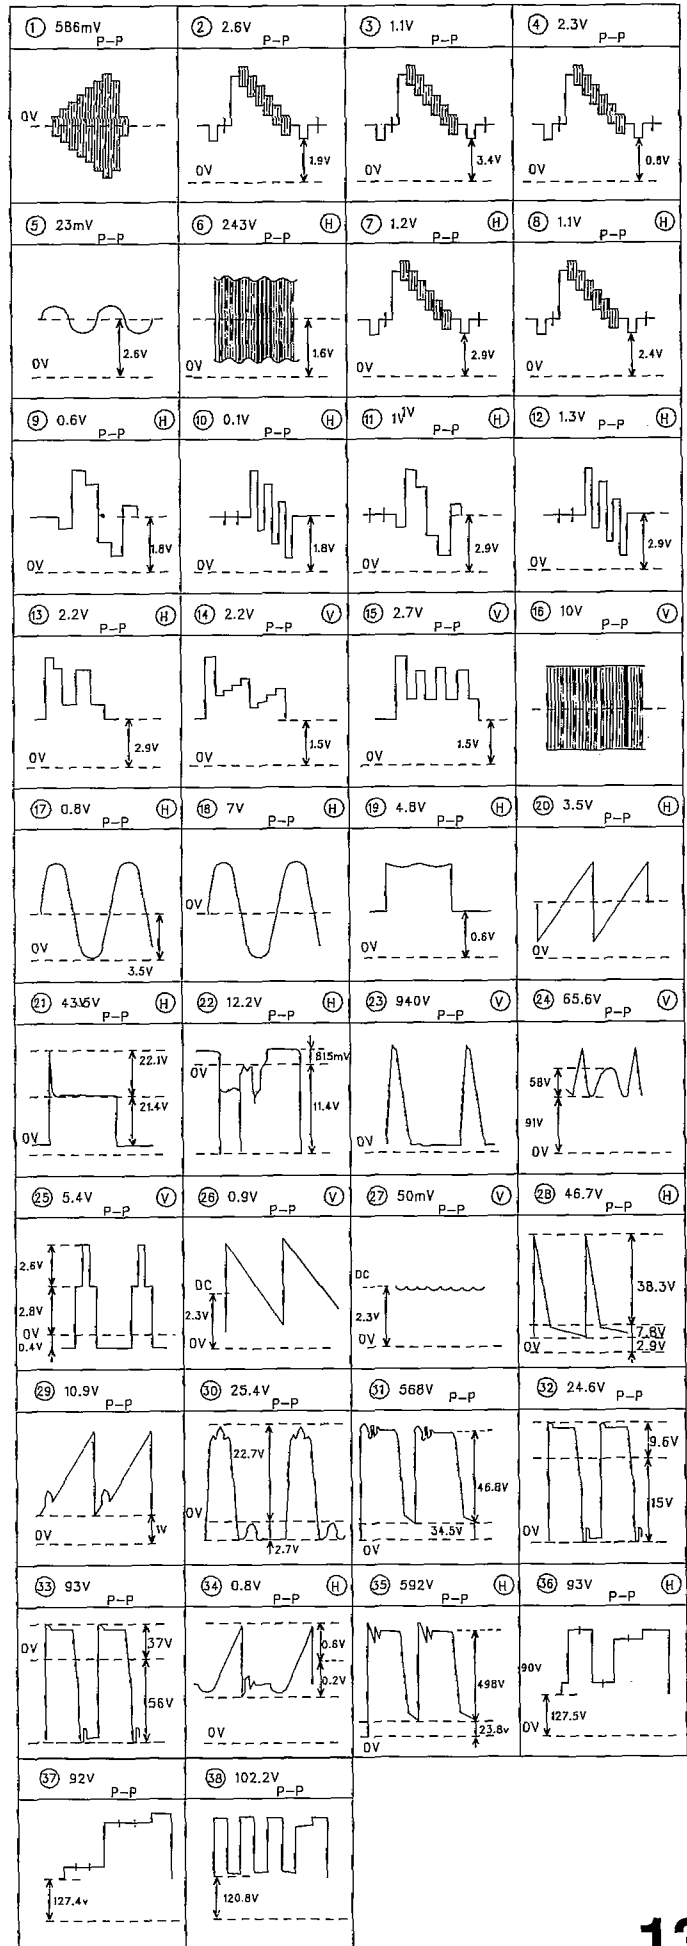 ① 586mV P-P
② 2.6V P-P
③ 1.1V P-P
④ 2.3V P-P
0V
0V 1.9V
0V 3.4V
0V 0.8V
⑤ 23mV P-P
⑥ 243V P-P H
⑦ 1.2V P-P H
⑧ 1.1V P-P H
0V 2.6V
0V 1.6V
0V 2.9V
0V 2.4V
⑨ 0.6V P-P H
⑩ 0.1V P-P H
⑪ 1V 1V P-P H
⑫ 1.3V P-P H
0V 1.8V
0V 1.8V
0V 2.9V
0V 2.9V
⑬ 2.2V P-P H
⑭ 2.2V P-P V
⑮ 2.7V P-P V
⑯ 10V P-P V
0V 2.9V
0V 1.5V
0V 1.5V
0V
⑰ 0.8V P-P H
⑱ 7V P-P H
⑲ 4.8V P-P H
⑳ 3.5V P-P H
0V 3.5V
0V
0V 0.6V
0V
㉑ P-P H
㉒ 12.2V P-P H
㉓ 940V P-P V
㉔ 65.6V P-P V
22.1V
21.4V
0V
815mV
0V
11.4V
0V
58V
91V
0V
㉕ 5.4V P-P V
㉖ 0.9V P-P V
㉗ 50mV P-P V
㉘ 46.7V P-P H
2.6V
2.8V
0V
0.4V
DC
2.3V
0V
DC
2.3V
0V
38.3V
7.8V
0V 2.9V
㉙ 10.9V P-P
㉚ 25.4V P-P
㉛ 568V P-P
㉜ 24.6V P-P
0V 1V
22.7V
0V
2.7V
46.8V
34.5V
0V
9.6V
15V
㉝ 93V P-P
㉞ 0.8V P-P H
㉟ 592V P-P H
㊱ 93V P-P H
0V 37V
56V
0.6V
0.2V
0V
498V
23.8V
0V
90V
127.5V
0V
㊲ 92V P-P
㊳ 102.2V P-P
127.4v
120.8V